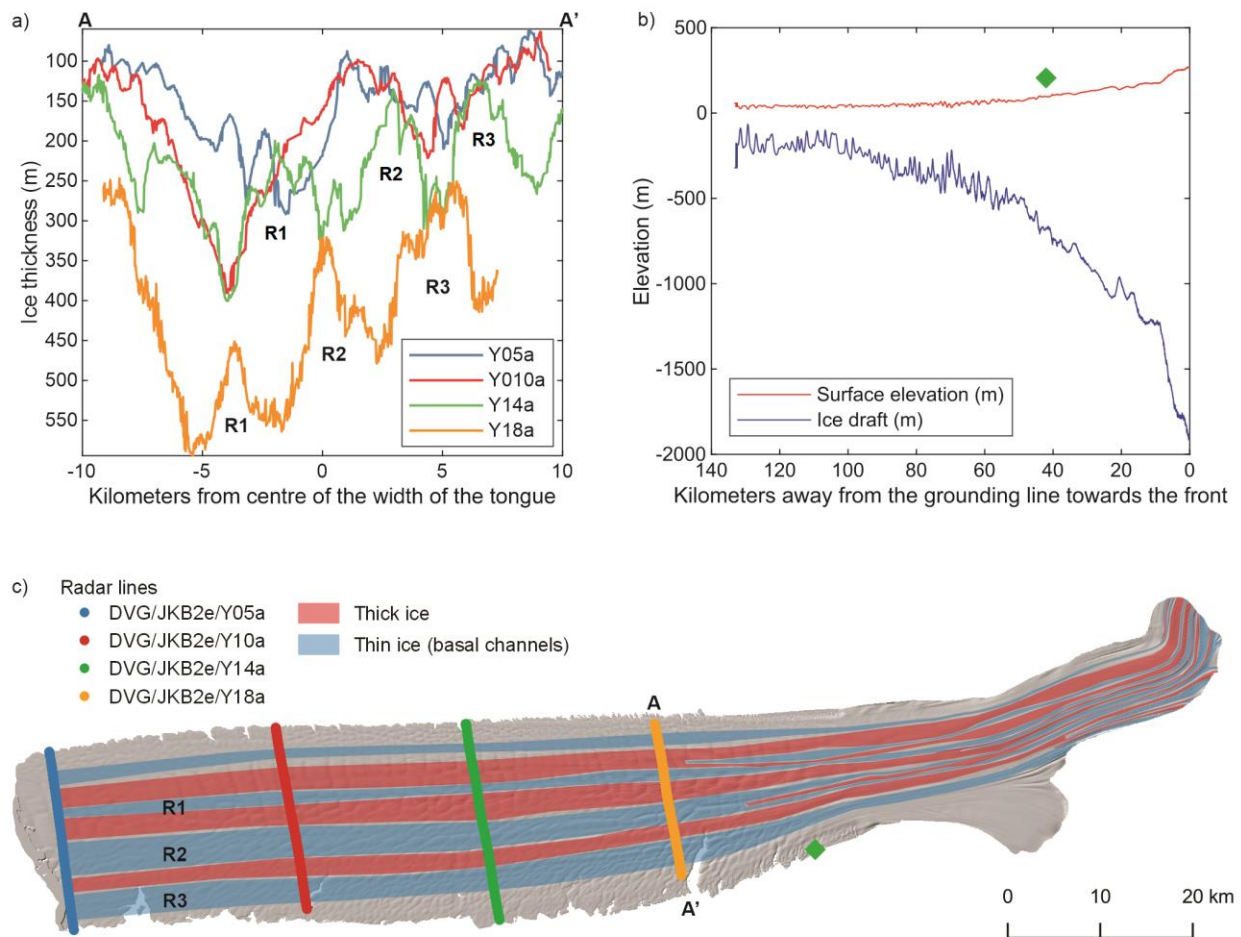 a)
A
A'
100
150
200
250
300
350
400
450
500
550
Ice thickness (m)
R1
R2
R3
R1
R2
R3
Y05a
Y010a
Y14a
Y18a
-10
-5
0
5
10
Kilometers from centre of the width of the tongue
b)
500
0
-500
-1000
-1500
-2000
Elevation (m)
Surface elevation (m)
Ice draft (m)
140
120
100
80
60
40
20
0
Kilometers away from the grounding line towards the front
c)
Radar lines
DVG/JKB2e/Y05a
DVG/JKB2e/Y10a
DVG/JKB2e/Y14a
DVG/JKB2e/Y18a
Thick ice
Thin ice (basal channels)
A
R1
R2
R3
A'
0
10
20 km